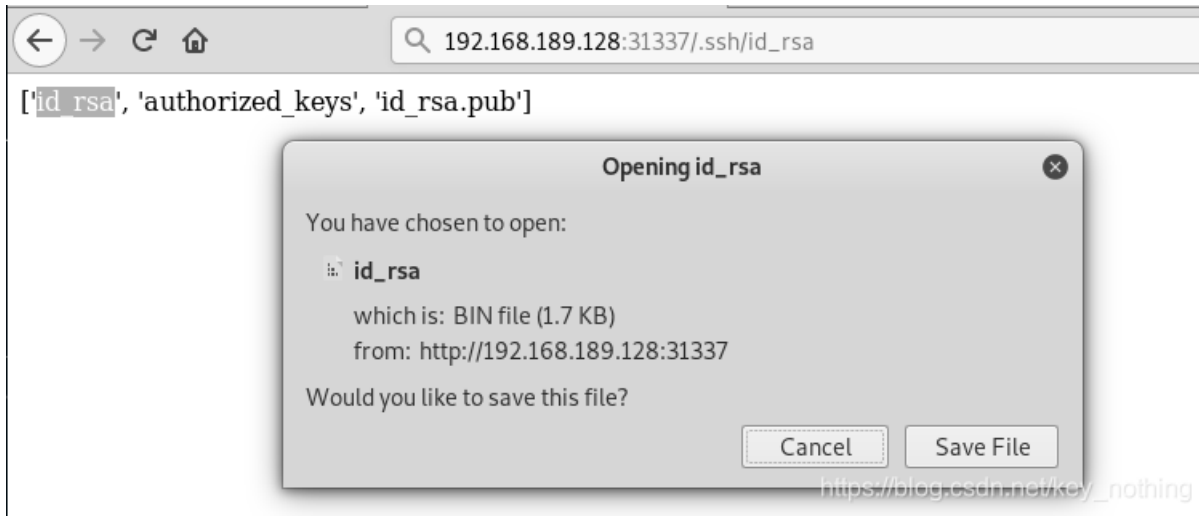 192.168.189.128:31337/.ssh/id_rsa
['id_rsa', 'authorized_keys', 'id_rsa.pub']
Opening id_rsa
You have chosen to open:
id_rsa
which is: BIN file (1.7 KB)
from: http://192.168.189.128:31337
Would you like to save this file?
Cancel Save File
https://blog.csdn.net/key_nothing